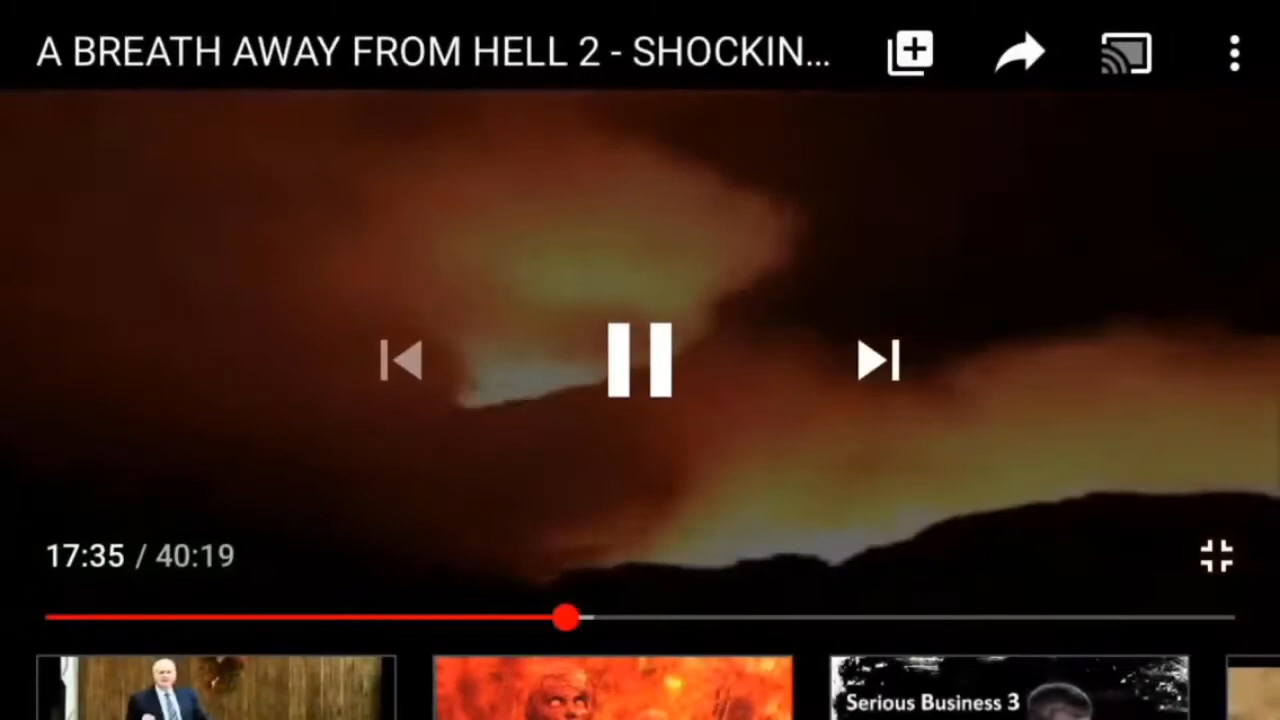 A BREATH AWAY FROM HELL 2 - SHOCKIN...
17:35 / 40:19
Serious Business 3